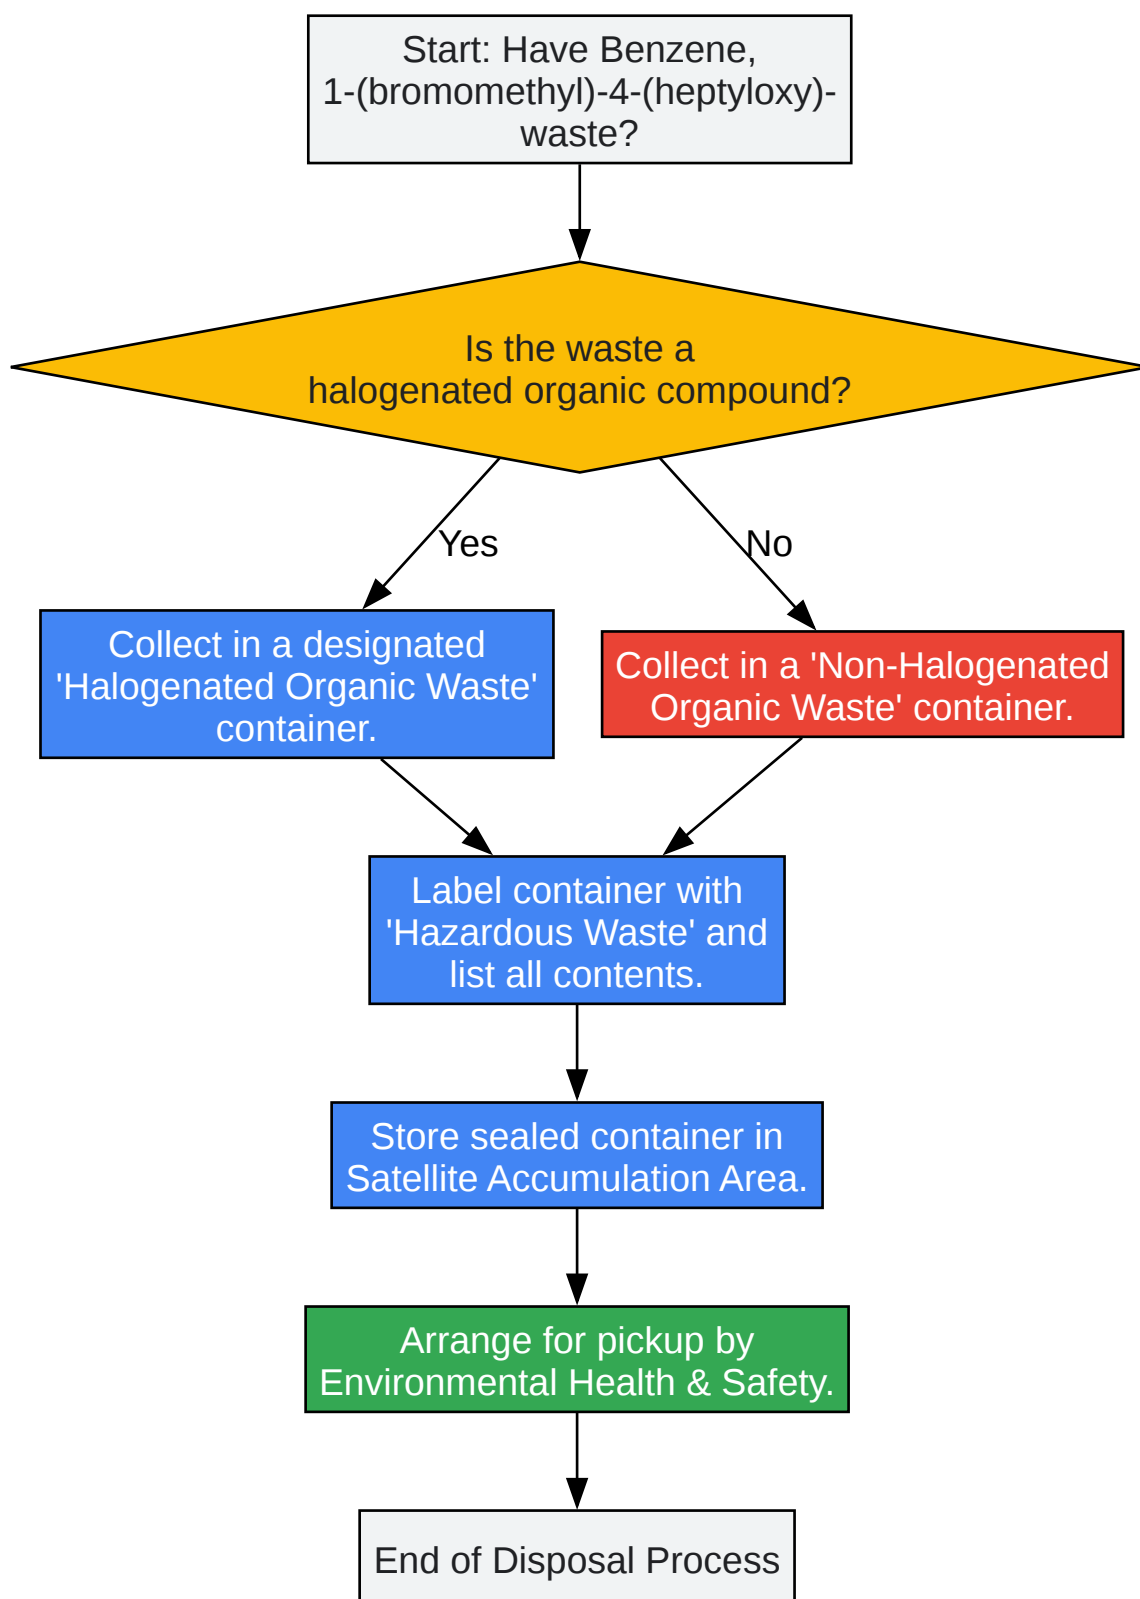 Start: Have Benzene,
1-(bromomethyl)-4-(heptyloxy)-
waste?
Is the waste a
halogenated organic compound?
Yes
No
Collect in a designated
'Halogenated Organic Waste'
container.
Collect in a 'Non-Halogenated
Organic Waste' container.
Label container with
'Hazardous Waste' and
list all contents.
Store sealed container in
Satellite Accumulation Area.
Arrange for pickup by
Environmental Health & Safety.
End of Disposal Process